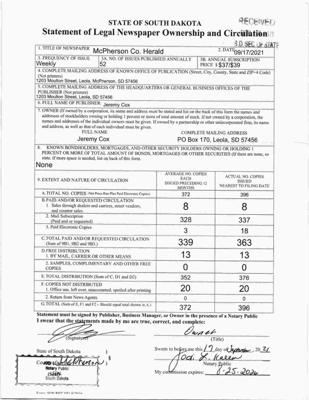 STATE OF SOUTH DAKOTA
RECEIVED
Statement of Legal Newspaper Ownership and Circulation
S.D. SEC. OF STATE
1. TITLE OF NEWSPAPER McPherson Co. Herald
2. DATE 09/17/2021
3. FREQUENCY OF ISSUE Weekly
3A. NO. OF ISSUES PUBLISHED ANNUALLY 52
3B. ANNUAL SUBSCRIPTION PRICE $ $37/$39
4. COMPLETE MAILING ADDRESS OF KNOWN OFFICE OF PUBLICATION (Street, City, County, State and ZIP+4 Code) (Not printers)
1203 Moulton Street, Leola, McPherson, SD 57456
5. COMPLETE MAILING ADDRESS OF THE HEADQUARTERS OF GENERAL BUSINESS OFFICES OF THE PUBLISHER (Not printers)
1203 Moulton Street, Leola, SD 57456
6. FULL NAME OF PUBLISHER: Jeremy Cox
7. OWNER (If owned by a corporation, its name and address must be stated and list on the back of this form the names and
addresses of stockholders owning or holding 1 percent or more of total amount of stock. If not owned by a corporation, the
names and addresses of the individual owners must be given. If owned by a partnership or other unincorporated firm, its name
and address, as well as that of each individual must be given.
FULL NAME
COMPLETE MAILING ADDRESS
Jeremy Cox
PO Box 170, Leola, SD 57456
8. KNOWN BONDHOLDERS, MORTGAGES, AND OTHER SECURITY HOLDERS OWNING OR HOLDING 1
PERCENT OR MORE OF TOTAL AMOUNT OF BONDS, MORTGAGES OR OTHER SECURITIES (If there are none, so
state. If more space is needed, list on back of this form.
None
9. EXTENT AND NATURE OF CIRCULATION
AVERAGE NO. COPIES EACH ISSUED PRECEDING 12 MONTHS
ACTUAL NO. COPIES ISSUED NEAREST TO FILING DATE
A. TOTAL NO. COPIES (Net Press Run Plus Paid Electronic Copies) 372 396
B. PAID AND/OR REQUESTED CIRCULATION
1. Sales through dealers and carriers, street vendors, and counter sales. 8 8
2. Mail Subscription (Paid and or requested) 328 337
3. Paid Electronic Copies 3 18
C. TOTAL PAID AND/OR REQUESTED CIRCULATION (Sum of 9B1, 9B2 and 9B3.) 339 363
D. FREE DISTRIBUTION
1. BY MAIL, CARRIER OR OTHER MEANS 13 13
2. SAMPLES, COMPLIMENTARY AND OTHER FREE COPIES 0 0
E. TOTAL DISTRIBUTION (Sum of C, D1 and D2) 352 376
F. COPIES NOT DISTRIBUTED
1. Office use, left over, unaccounted, spoiled after printing 20 20
2. Return from News Agents 0 0
G. TOTAL (Sum of E, F1 and F2 - Should equal total shown in A.) 372 396
Statement must be signed by Publisher, Business Manager, or Owner in the presence of a Notary Public
I swear that the statements made by me are true, correct, and complete:
Owner
(Title)
State of South Dakota
Sworn to before me this 17 day of September, 20 21
County of McPherson
Notary Public
SEAL
South Dakota
Notary Public
My commission expires: 6-25-2026